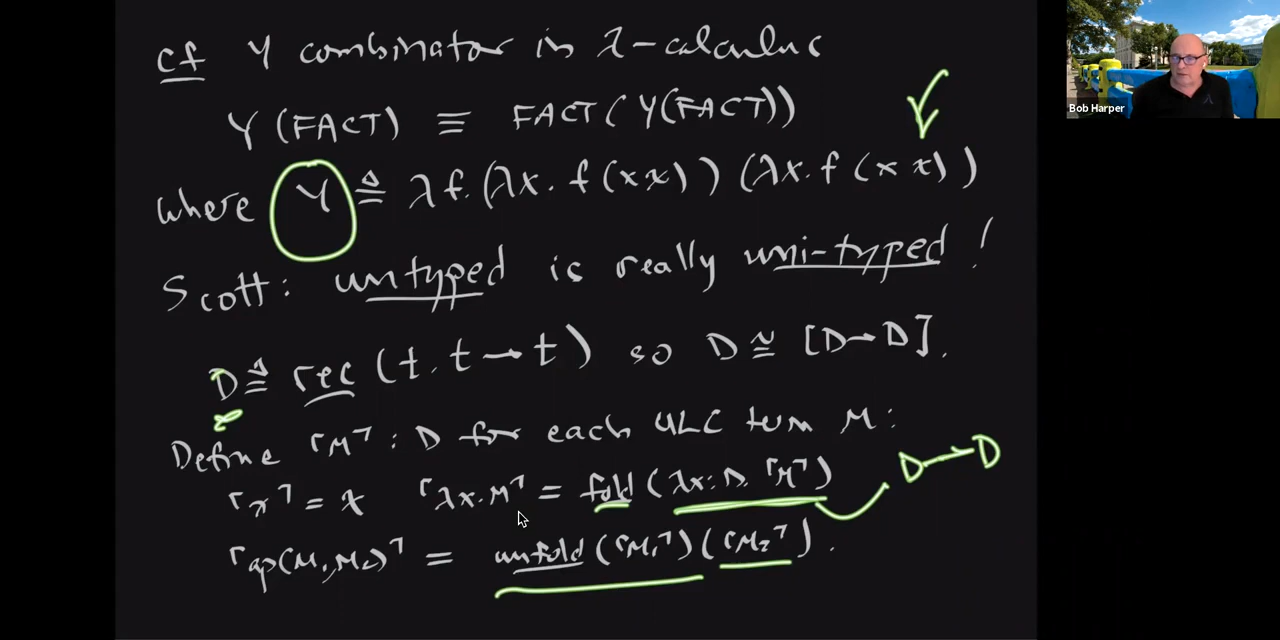 cf Y combinator in λ-calculus
Y (FACT) ≡ FACT ( Y(FACT))
where Y ≜ λf. (λx. f (xx)) (λx. f (x x))
Scott: untyped is really uni-typed !
D ≜ rec (t. t → t) so D ≅ [D→D].
Define ⌜M⌝ : D for each ULC term M :
⌜x⌝ = x ⌜λx.M⌝ = fold (λx:D. ⌜M⌝) D→D
⌜ap(M₁,M₂)⌝ = unfold (⌜M₁⌝) (⌜M₂⌝).
Bob Harper